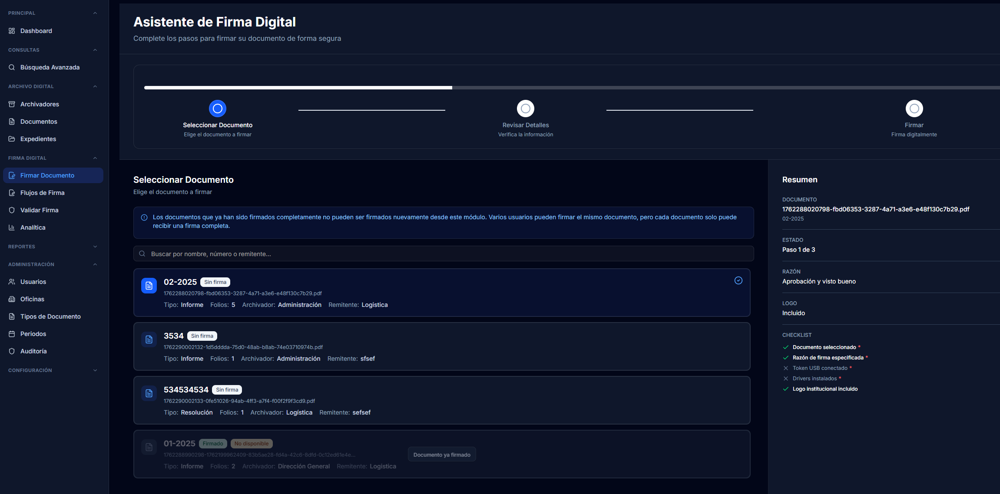 PRINCIPAL
Dashboard
CONSULTAS
Búsqueda Avanzada
ARCHIVO DIGITAL
Archivadores
Documentos
Expedientes
FIRMA DIGITAL
Firmar Documento
Flujos de Firma
Validar Firma
Analítica
REPORTES
ADMINISTRACIÓN
Usuarios
Oficinas
Tipos de Documento
Periodos
Auditoría
CONFIGURACIÓN
Asistente de Firma Digital
Complete los pasos para firmar su documento de forma segura
Seleccionar Documento
Elige el documento a firmar
Revisar Detalles
Verifica la información
Firmar
Firma digitalmente
Seleccionar Documento
Elige el documento a firmar
Los documentos que ya han sido firmados completamente no pueden ser firmados nuevamente desde este módulo. Varios usuarios pueden firmar el mismo documento, pero cada documento solo puede
recibir una firma completa.
Buscar por nombre, número o remitente...
02-2025 Sin firma
1762288020798-fbd06353-3287-4a71-a3e6-e48f130c7b29.pdf
Tipo: Informe Folios: 5 Archivador: Administración Remitente: Logistica
3534 Sin firma
1762290002132-1d5dddda-75d0-48ab-b8ab-74e03710974b.pdf
Tipo: Informe Folios: 1 Archivador: Administración Remitente: sfsef
534534534 Sin firma
1762290002133-0fe51026-94ab-4ff3-a7f4-f00f2f9f3cd9.pdf
Tipo: Resolución Folios: 1 Archivador: Logística Remitente: sefsef
01-2025 Firmado No disponible
1762288990298-1762199962409-83b5ae28-fd4a-42c6-8dfd-0c12ed61e4e...
Documento ya firmado
Tipo: Informe Folios: 2 Archivador: Dirección General Remitente: Logistica
Resumen
DOCUMENTO
1762288020798-fbd06353-3287-4a71-a3e6-e48f130c7b29.pdf
02-2025
ESTADO
Paso 1 de 3
RAZÓN
Aprobación y visto bueno
LOGO
Incluido
CHECKLIST
Documento seleccionado *
Razón de firma especificada *
Token USB conectado *
Drivers instalados *
Logo institucional incluido